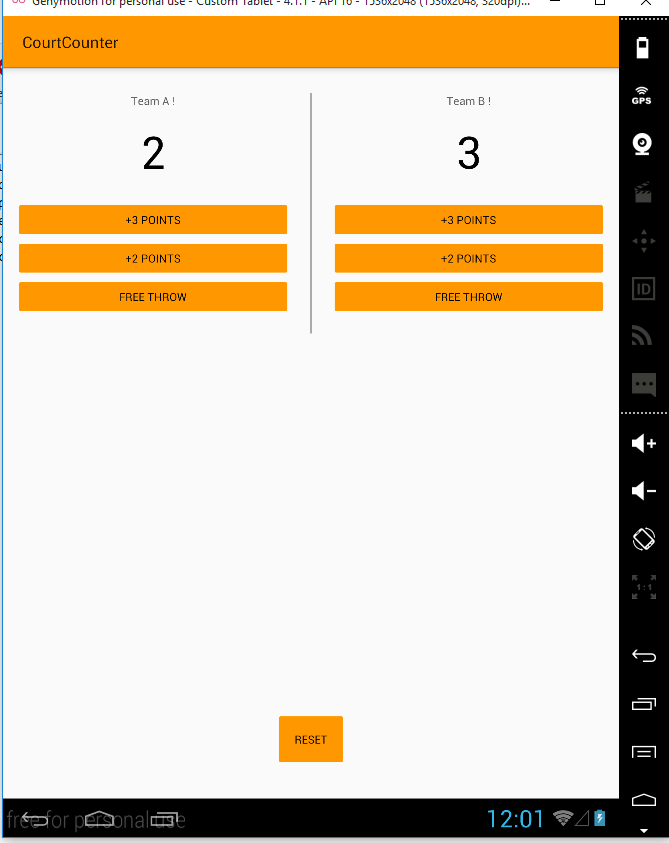 Genymotion for personal use - Custom Tablet - 4.1.1 - API 16 - 1536x2048 (1536x2048, 320dpi)...
CourtCounter
Team A !
Team B !
2
3
+3 POINTS
+3 POINTS
+2 POINTS
+2 POINTS
FREE THROW
FREE THROW
RESET
GPS
ID
1:1
free for personal use
12:01